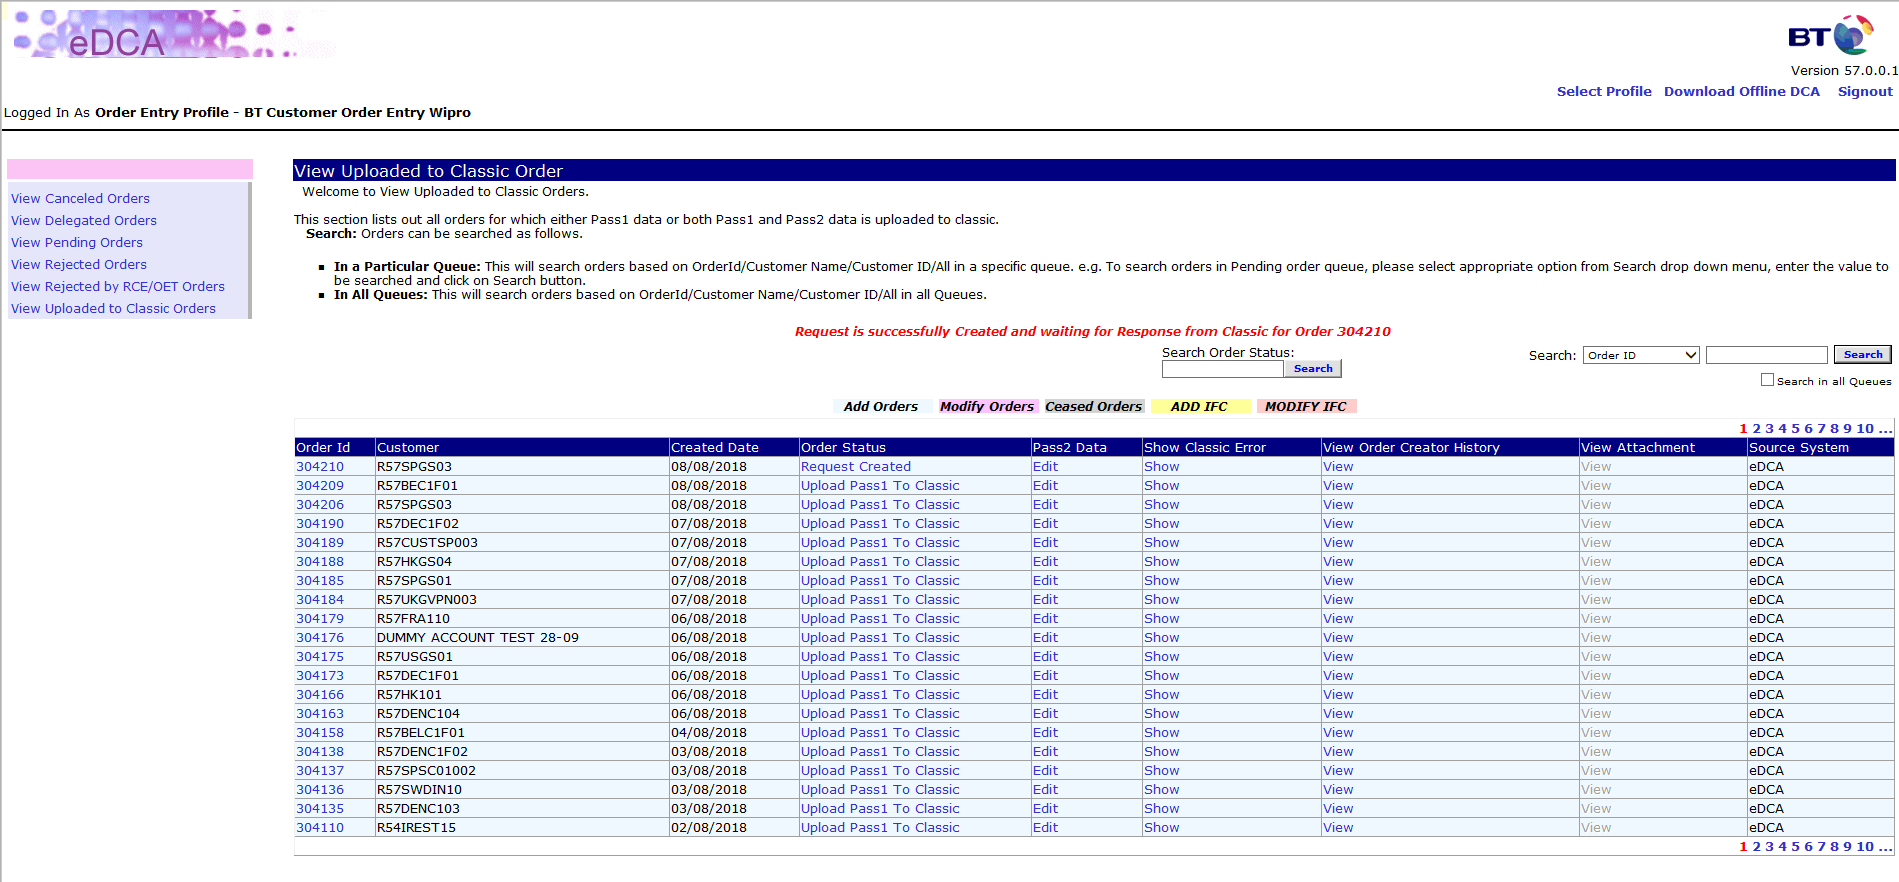 eDCA
BT
Version 57.0.0.1
Select Profile Download Offline DCA Signout
Logged In As Order Entry Profile - BT Customer Order Entry Wipro
View Canceled Orders
View Delegated Orders
View Pending Orders
View Rejected Orders
View Rejected by RCE/OET Orders
View Uploaded to Classic Orders
View Uploaded to Classic Order
Welcome to View Uploaded to Classic Orders.
This section lists out all orders for which either Pass1 data or both Pass1 and Pass2 data is uploaded to classic.
Search: Orders can be searched as follows.
In a Particular Queue: This will search orders based on OrderId/Customer Name/Customer ID/All in a specific queue. e.g. To search orders in Pending order queue, please select appropriate option from Search drop down menu, enter the value to
be searched and click on Search button.
In All Queues: This will search orders based on OrderId/Customer Name/Customer ID/All in all Queues.
Request is successfully Created and waiting for Response from Classic for Order 304210
Search Order Status:
Search
Search: Order ID Search
Search in all Queues
Add Orders Modify Orders Ceased Orders ADD IFC MODIFY IFC
1 2 3 4 5 6 7 8 9 10 ...
Order Id Customer Created Date Order Status Pass2 Data Show Classic Error View Order Creator History View Attachment Source System
304210 R57SPGS03 08/08/2018 Request Created Edit Show View View eDCA
304209 R57BEC1F01 08/08/2018 Upload Pass1 To Classic Edit Show View View eDCA
304206 R57SPGS03 08/08/2018 Upload Pass1 To Classic Edit Show View View eDCA
304190 R57DEC1F02 07/08/2018 Upload Pass1 To Classic Edit Show View View eDCA
304189 R57CUSTSP003 07/08/2018 Upload Pass1 To Classic Edit Show View View eDCA
304188 R57HKGS04 07/08/2018 Upload Pass1 To Classic Edit Show View View eDCA
304185 R57SPGS01 07/08/2018 Upload Pass1 To Classic Edit Show View View eDCA
304184 R57UKGVPN003 07/08/2018 Upload Pass1 To Classic Edit Show View View eDCA
304179 R57FRA110 06/08/2018 Upload Pass1 To Classic Edit Show View View eDCA
304176 DUMMY ACCOUNT TEST 28-09 06/08/2018 Upload Pass1 To Classic Edit Show View View eDCA
304175 R57USGS01 06/08/2018 Upload Pass1 To Classic Edit Show View View eDCA
304173 R57DEC1F01 06/08/2018 Upload Pass1 To Classic Edit Show View View eDCA
304166 R57HK101 06/08/2018 Upload Pass1 To Classic Edit Show View View eDCA
304163 R57DENC104 06/08/2018 Upload Pass1 To Classic Edit Show View View eDCA
304158 R57BELC1F01 04/08/2018 Upload Pass1 To Classic Edit Show View View eDCA
304138 R57DENC1F02 03/08/2018 Upload Pass1 To Classic Edit Show View View eDCA
304137 R57SPSC01002 03/08/2018 Upload Pass1 To Classic Edit Show View View eDCA
304136 R57SWDIN10 03/08/2018 Upload Pass1 To Classic Edit Show View View eDCA
304135 R57DENC103 03/08/2018 Upload Pass1 To Classic Edit Show View View eDCA
304110 R54IREST15 02/08/2018 Upload Pass1 To Classic Edit Show View View eDCA
1 2 3 4 5 6 7 8 9 10 ...